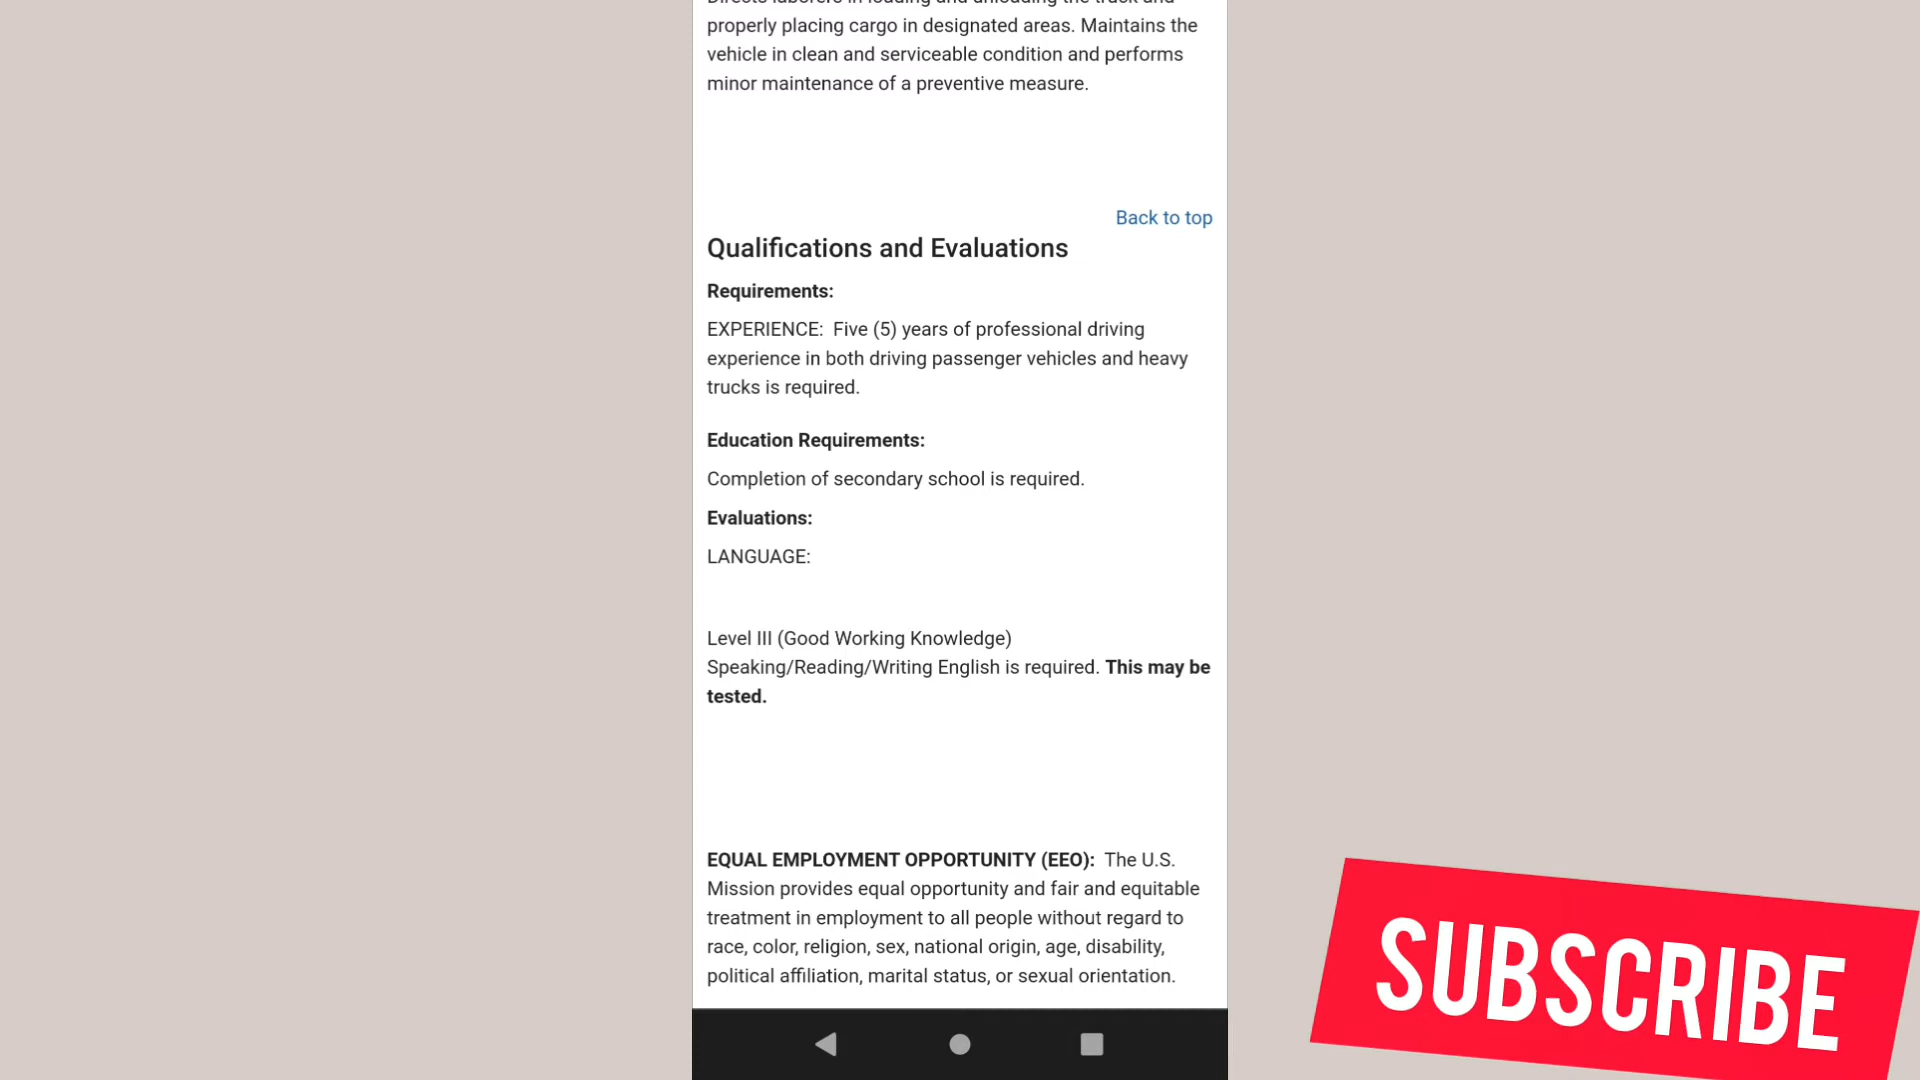 properly placing cargo in designated areas. Maintains the
vehicle in clean and serviceable condition and performs
minor maintenance of a preventive measure.
Back to top
Qualifications and Evaluations
Requirements:
EXPERIENCE: Five (5) years of professional driving
experience in both driving passenger vehicles and heavy
trucks is required.
Education Requirements:
Completion of secondary school is required.
Evaluations:
LANGUAGE:
Level III (Good Working Knowledge)
Speaking/Reading/Writing English is required. This may be
tested.
EQUAL EMPLOYMENT OPPORTUNITY (EEO): The U.S.
Mission provides equal opportunity and fair and equitable
treatment in employment to all people without regard to
race, color, religion, sex, national origin, age, disability,
political affiliation, marital status, or sexual orientation.
SUBSCRIBE